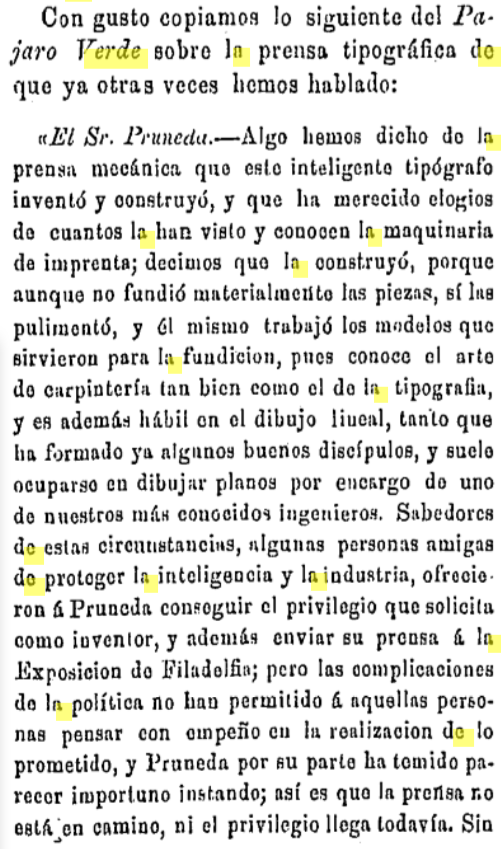 Con gusto copiamos lo siguiente del Pa-
jaro Verde sobre la prensa tipográfica de
que ya otras veces hemos hablado:
«El Sr. Pruneda.—Algo hemos dicho de la
prensa mecánica que este inteligente tipógrafo
inventó y construyó, y que ha merecido elogios
de cuantos la han visto y conocen la maquinaria
de imprenta; decimos que la construyó, porque
aunque no fundió materialmente las piezas, sí las
pulimentó, y él mismo trabajó los modelos que
sirvieron para la fundicion, pues conoce el arte
de carpintería tan bien como el de la tipografia,
y es además hábil en el dibujo lineal, tanto que
ha formado ya algunos buenos discípulos, y suele
ocuparse en dibujar planos por encargo de uno
de nuestros más conocidos ingenieros. Sabedores
de estas circunstancias, algunas personas amigas
de proteger la inteligencia y la industria, ofrecie-
ron á Pruneda conseguir el privilegio que solicita
como inventor, y además enviar su prensa á la
Exposicion de Filadelfia; pero las complicaciones
de la política no han permitido á aquellas perso-
nas pensar con empeño en la realizacion de lo
prometido, y Pruneda por su parte ha temido pa-
recer importuno instando; así es que la prensa no
está en camino, ni el privilegio llega todavía. Sin